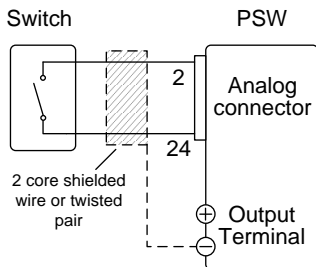 Switch
PSW
2
Analog
connector
24
2 core shielded
wire or twisted
pair
Output
Terminal